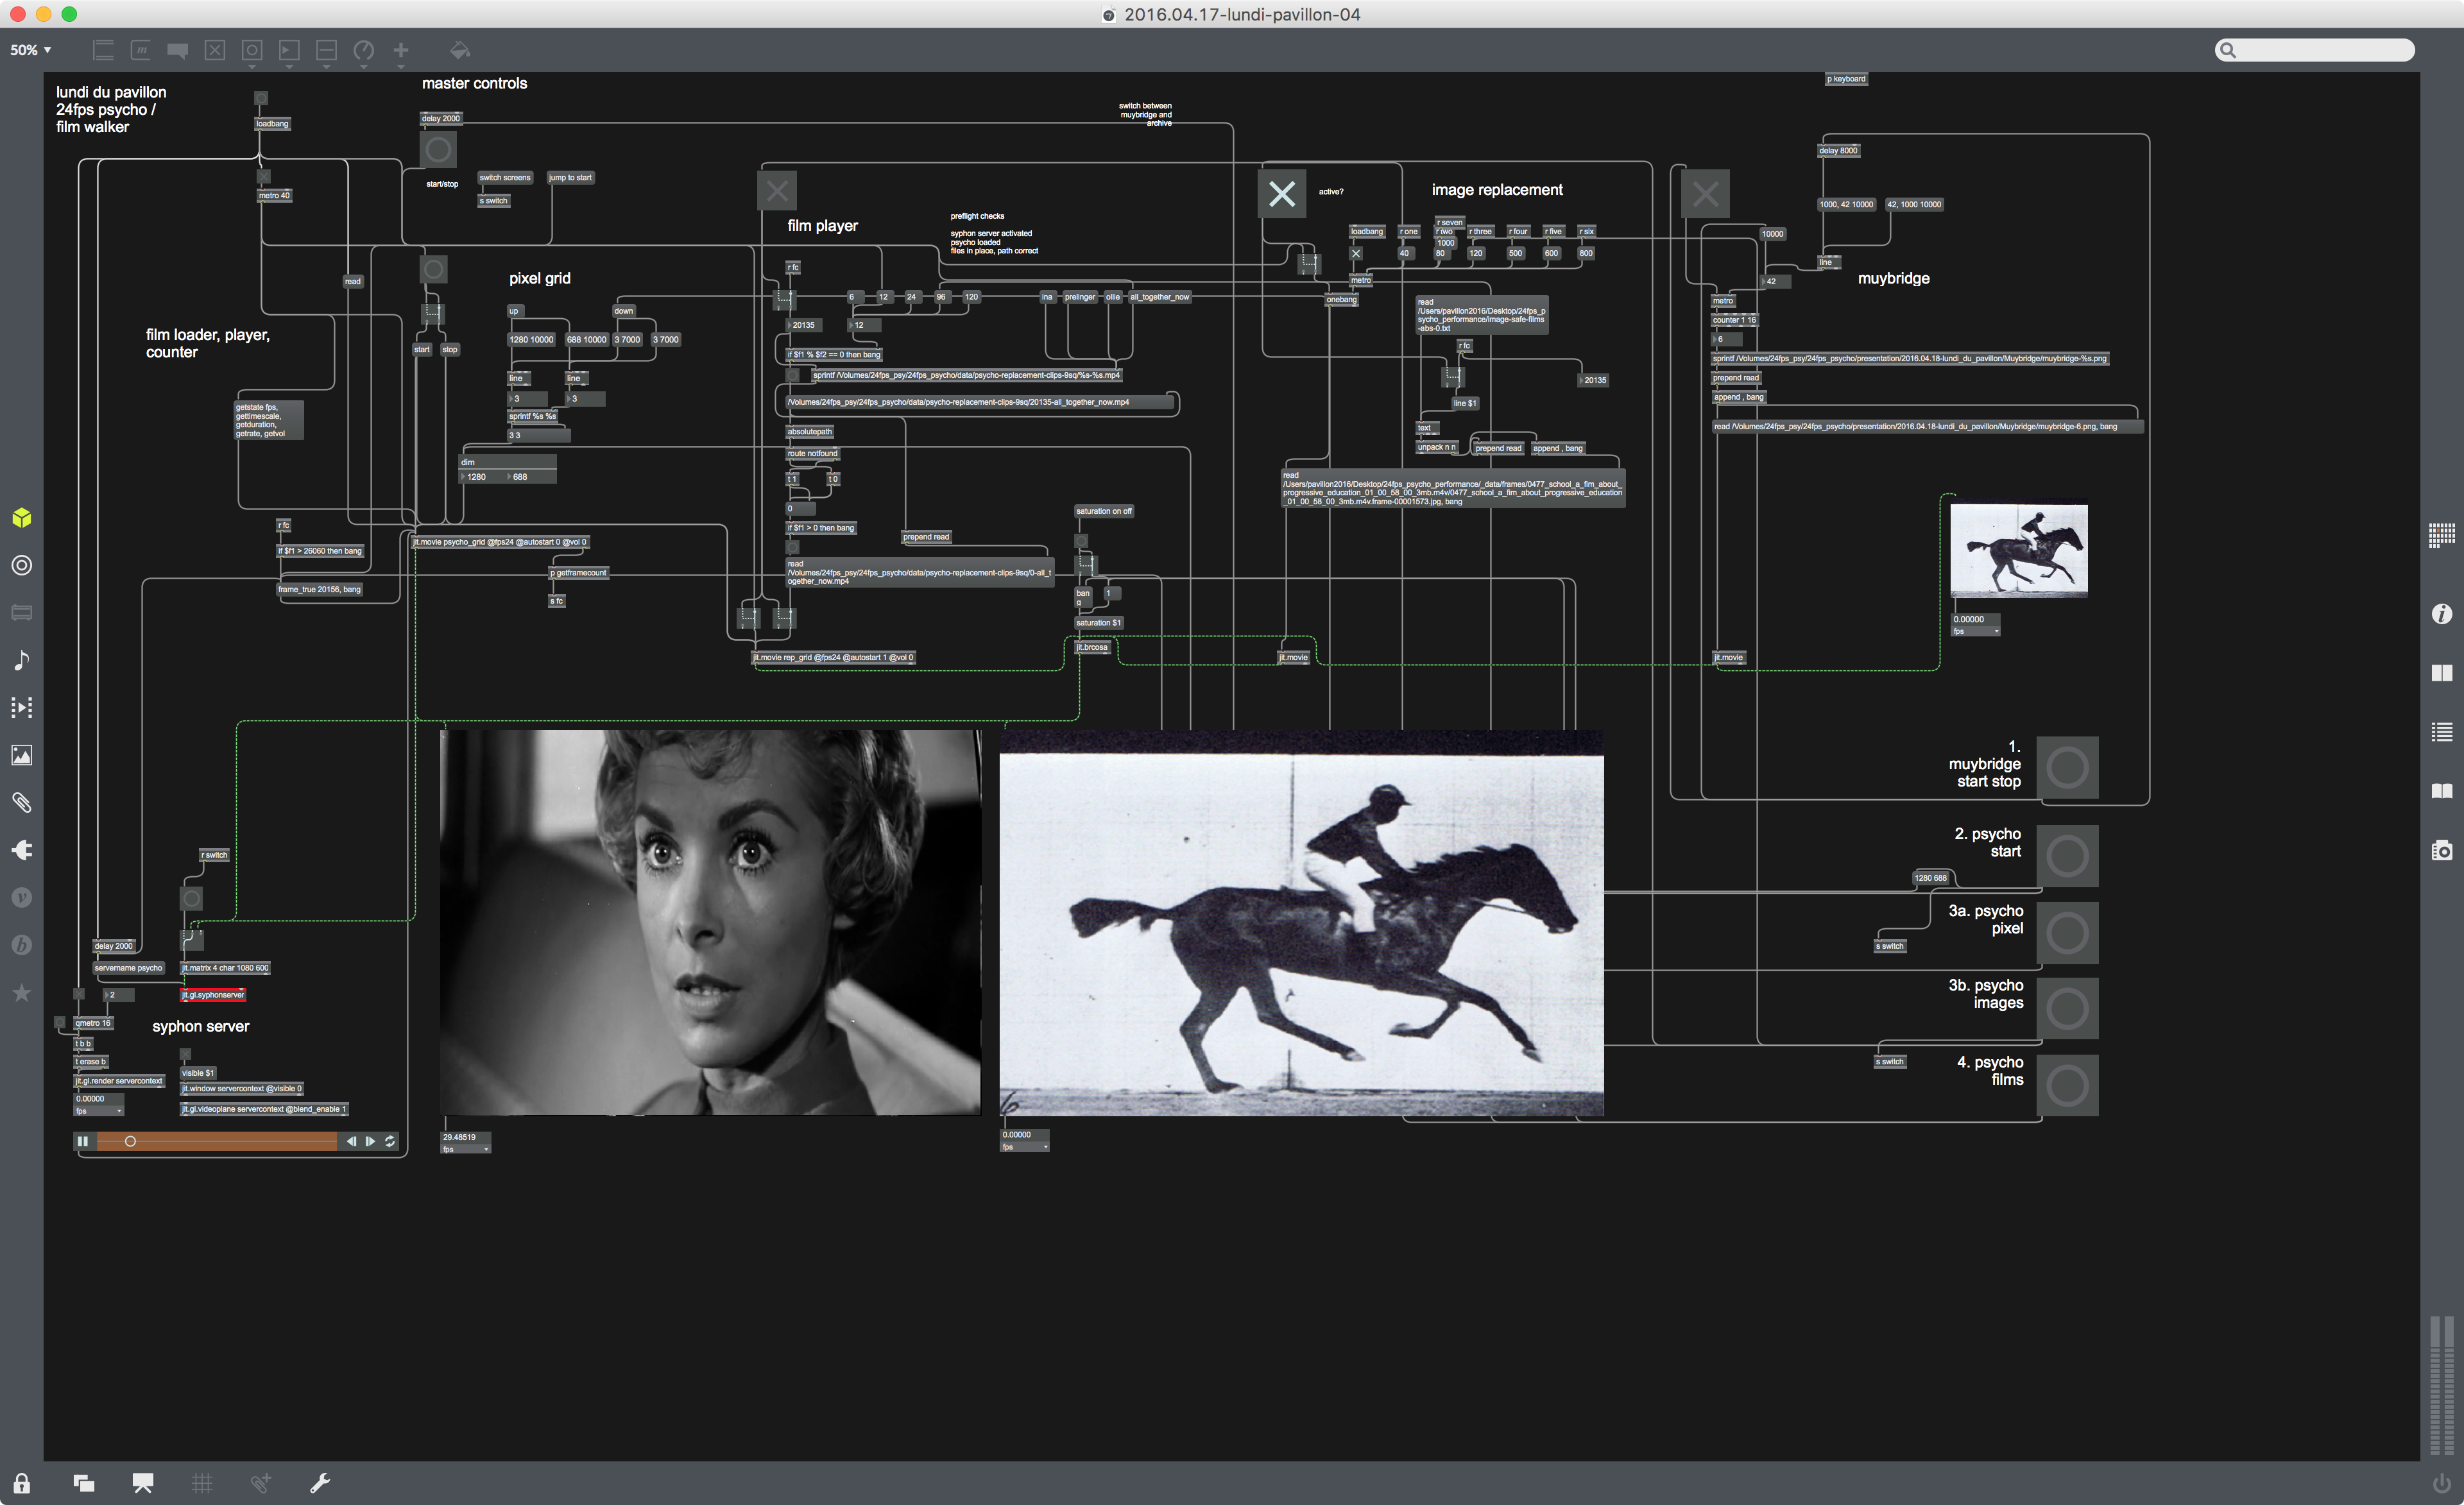 2016.04.17-lundi-pavillon-04
50%
lundi du pavillon
24fps psycho /
film walker
loadbang
metro 40
master controls
delay 2000
start/stop
switch screens
s switch
jump to start
switch between
muybridge and
archive
p keyboard
read
film loader, player,
counter
getstate fps,
gettimescale,
getduration,
getrate, getvol
r fc
if $f1 > 26060 then bang
frame_true 20156, bang
start
stop
pixel grid
up
down
1280 10000
688 10000
3 7000
3 7000
line
line
3
3
sprintf %s %s
3 3
dim
1280
688
jit.movie psycho_grid @fps24 @autostart 0 @vol 0
p getframecount
s fc
film player
preflight checks
syphon server activated
psycho loaded
files in place, path correct
r fc
6
12
24
96
120
ina
prelinger
ollie
all_together_now
20135
12
if $f1 % $f2 == 0 then bang
sprintf /Volumes/24fps_psy/24fps_psycho/data/psycho-replacement-clips-9sq/%s-%s.mp4
/Volumes/24fps_psy/24fps_psycho/data/psycho-replacement-clips-9sq/20135-all_together_now.mp4
absolutepath
route notfound
t 1
t 0
0
if $f1 > 0 then bang
prepend read
read
/Volumes/24fps_psy/24fps_psycho/data/psycho-replacement-clips-9sq/0-all_t
ogether_now.mp4
jit.movie rep_grid @fps24 @autostart 1 @vol 0
saturation on off
ban
g
1
saturation $1
jit.brcosa
active?
image replacement
loadbang
r one
r seven
r two
r three
r four
r five
r six
1000
40
80
120
500
600
800
metro
onebang
read
/Users/pavillon2016/Desktop/24fps_p
sycho_performance/image-safe-films
-abs-0.txt
r fc
20135
line $1
text
unpack n n
prepend read
append , bang
read
/Users/pavillon2016/Desktop/24fps_psycho_performance/_data/frames/0477_school_a_fim_about_
progressive_education_01_00_58_00_3mb.m4v/0477_school_a_fim_about_progressive_education
_01_00_58_00_3mb.m4v.frame-00001573.jpg, bang
jit.movie
delay 8000
1000, 42 10000
42, 1000 10000
10000
line
42
muybridge
metro
counter 1 16
6
sprintf /Volumes/24fps_psy/24fps_psycho/presentation/2016.04.18-lundi_du_pavillon/Muybridge/muybridge-%s.png
prepend read
append , bang
read /Volumes/24fps_psy/24fps_psycho/presentation/2016.04.18-lundi_du_pavillon/Muybridge/muybridge-6.png, bang
jit.movie
0.00000
fps
1.
muybridge
start stop
2. psycho
start
1280 688
3a. psycho
pixel
s switch
3b. psycho
images
s switch
4. psycho
films
r switch
delay 2000
servername psycho
jit.matrix 4 char 1080 600
2
jit.gl.syphonserver
qmetro 16
syphon server
t b b
t erase b
visible $1
jit.gl.render servercontext
jit.window servercontext @visible 0
0.00000
fps
jit.gl.videoplane servercontext @blend_enable 1
29.48519
fps
0.00000
fps